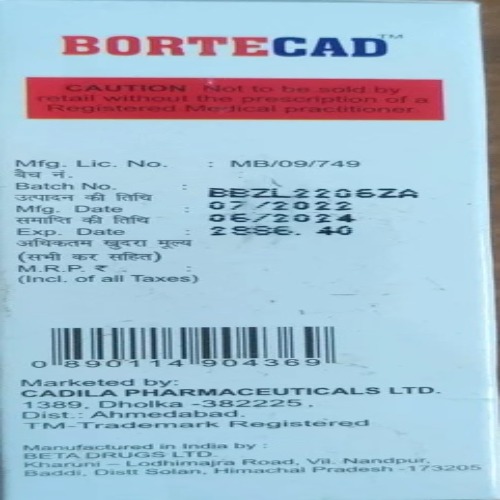 BORTECAD™
CAUTION Not to be sold by
retail without the prescription of a
Registered Medical practitioner.
Mfg. Lic. No. : MB/09/749
बैच नं.
Batch No. : BBZL2206ZA
उत्पादन की तिथि
Mfg. Date : 07/2022
समाप्ति की तिथि
Exp. Date : 06/2024
अधिकतम खुदरा मूल्य 2986.40
(सभी कर सहित)
M.R.P. ₹ :
(Incl. of all Taxes)
0 890114 904369
Marketed by:
CADILA PHARMACEUTICALS LTD.
1389, Dholka -382225,
Dist.: Ahmedabad.
TM-Trademark Registered
Manufactured in India by :
BETA DRUGS LTD.
Kharuni – Lodhimajra Road, Vil. Nandpur,
Baddi, Distt Solan, Himachal Pradesh -173205